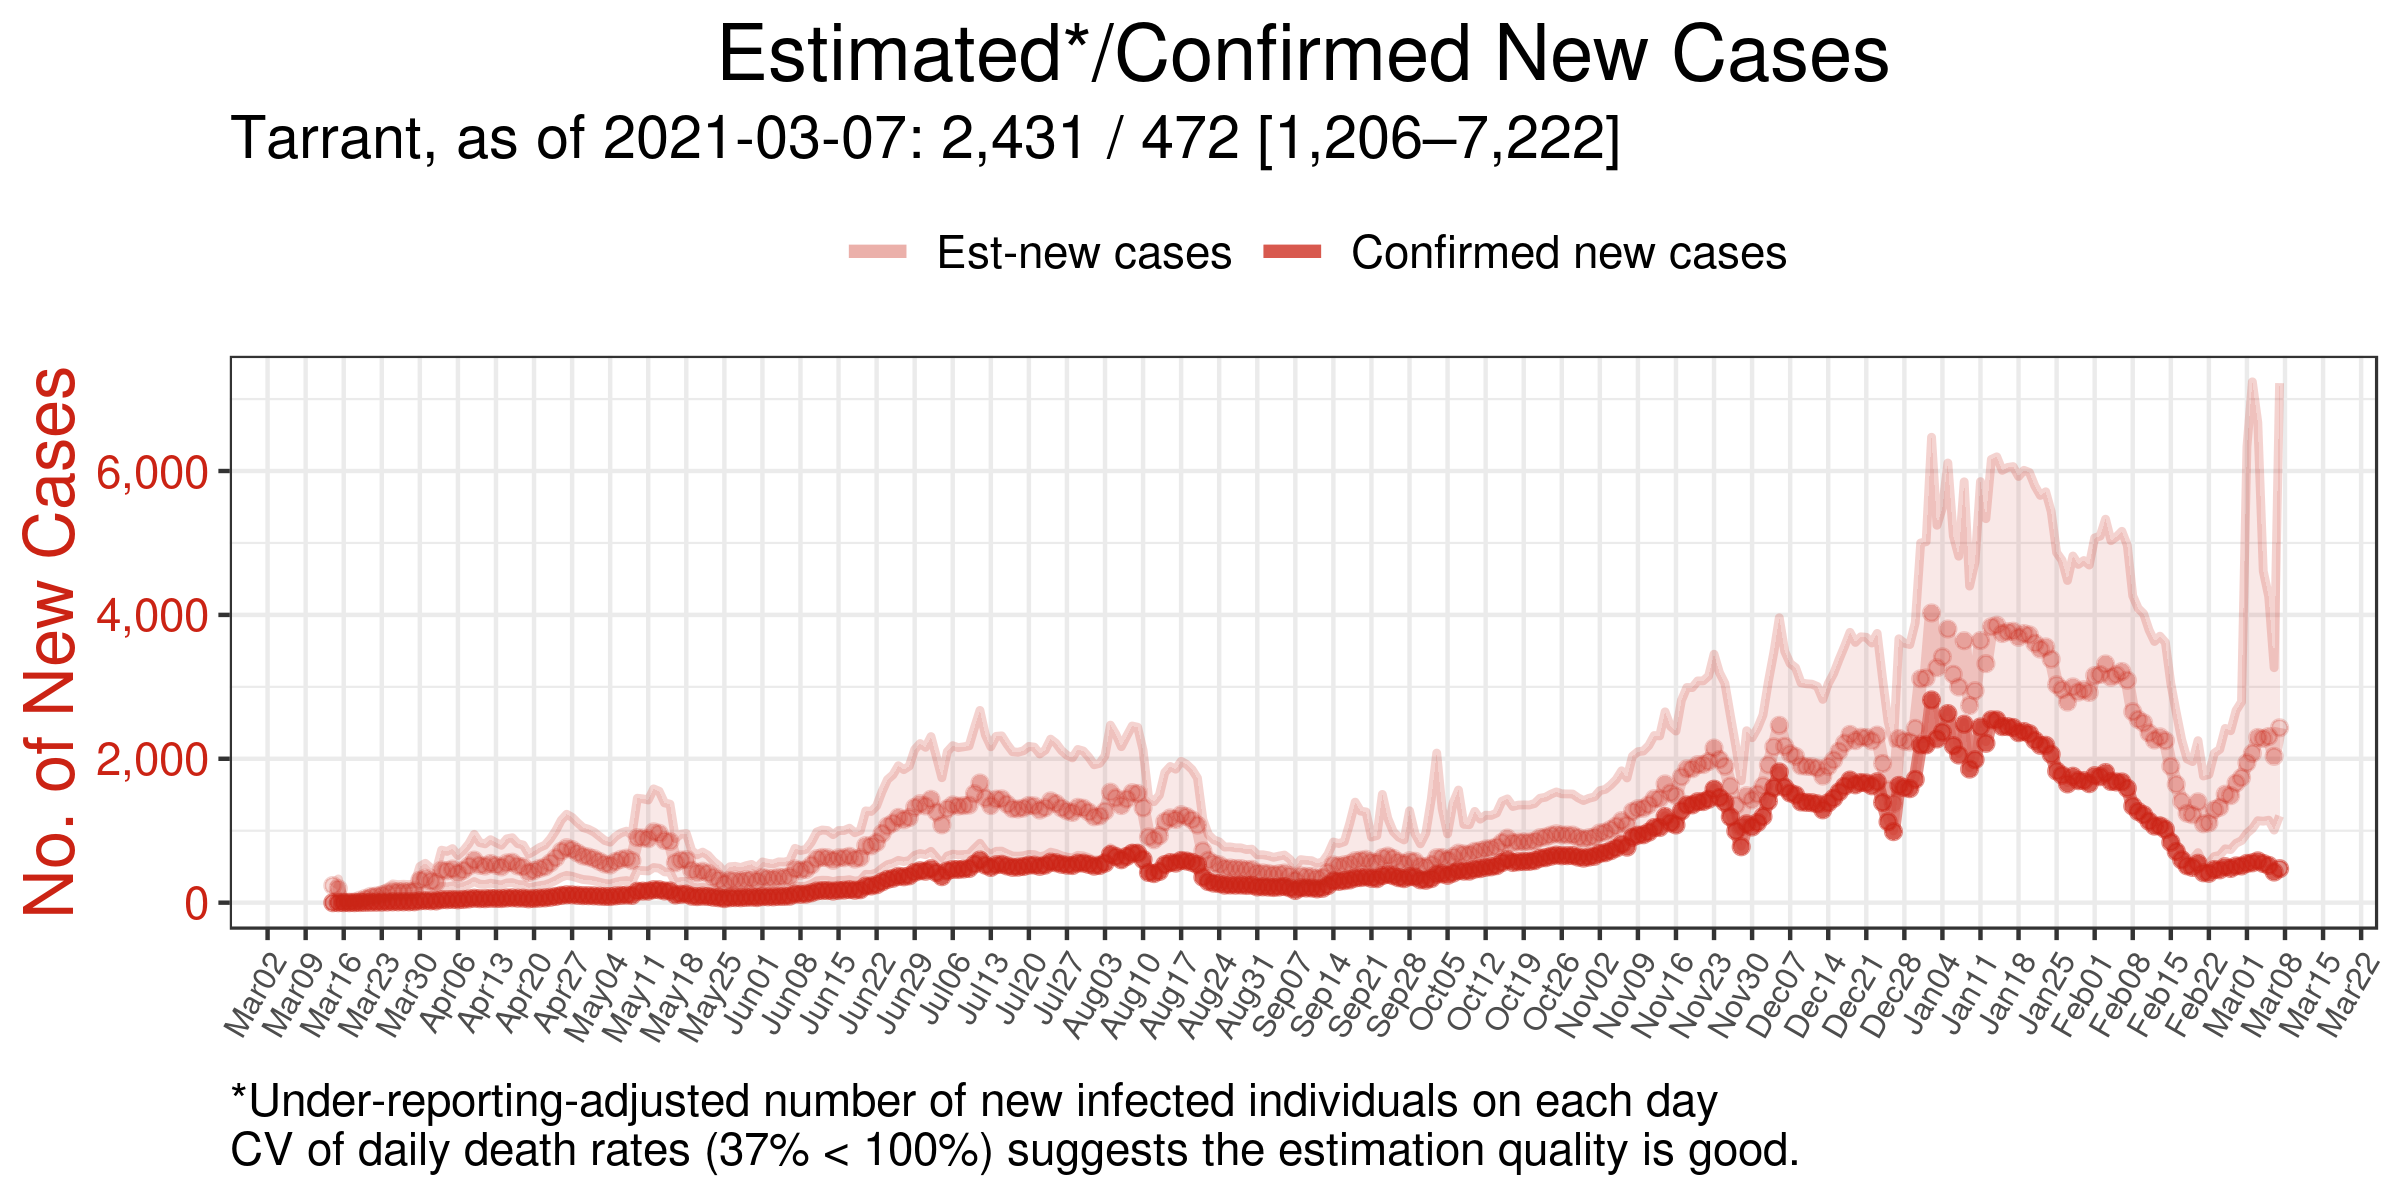 Estimated*/Confirmed New Cases
Tarrant, as of 2021-03-07: 2,431 / 472 [1,206–7,222]
Est-new cases Confirmed new cases
No. of New Cases
6,000
4,000
2,000
0
Mar02 Mar09 Mar16 Mar23 Mar30 Apr06 Apr13 Apr20 Apr27 May04 May11 May18 May25 Jun01 Jun08 Jun15 Jun22 Jun29 Jul06 Jul13 Jul20 Jul27 Aug03 Aug10 Aug17 Aug24 Aug31 Sep07 Sep14 Sep21 Sep28 Oct05 Oct12 Oct19 Oct26 Nov02 Nov09 Nov16 Nov23 Nov30 Dec07 Dec14 Dec21 Dec28 Jan04 Jan11 Jan18 Jan25 Feb01 Feb08 Feb15 Feb22 Mar01 Mar08 Mar15 Mar22
*Under-reporting-adjusted number of new infected individuals on each day
CV of daily death rates (37% < 100%) suggests the estimation quality is good.